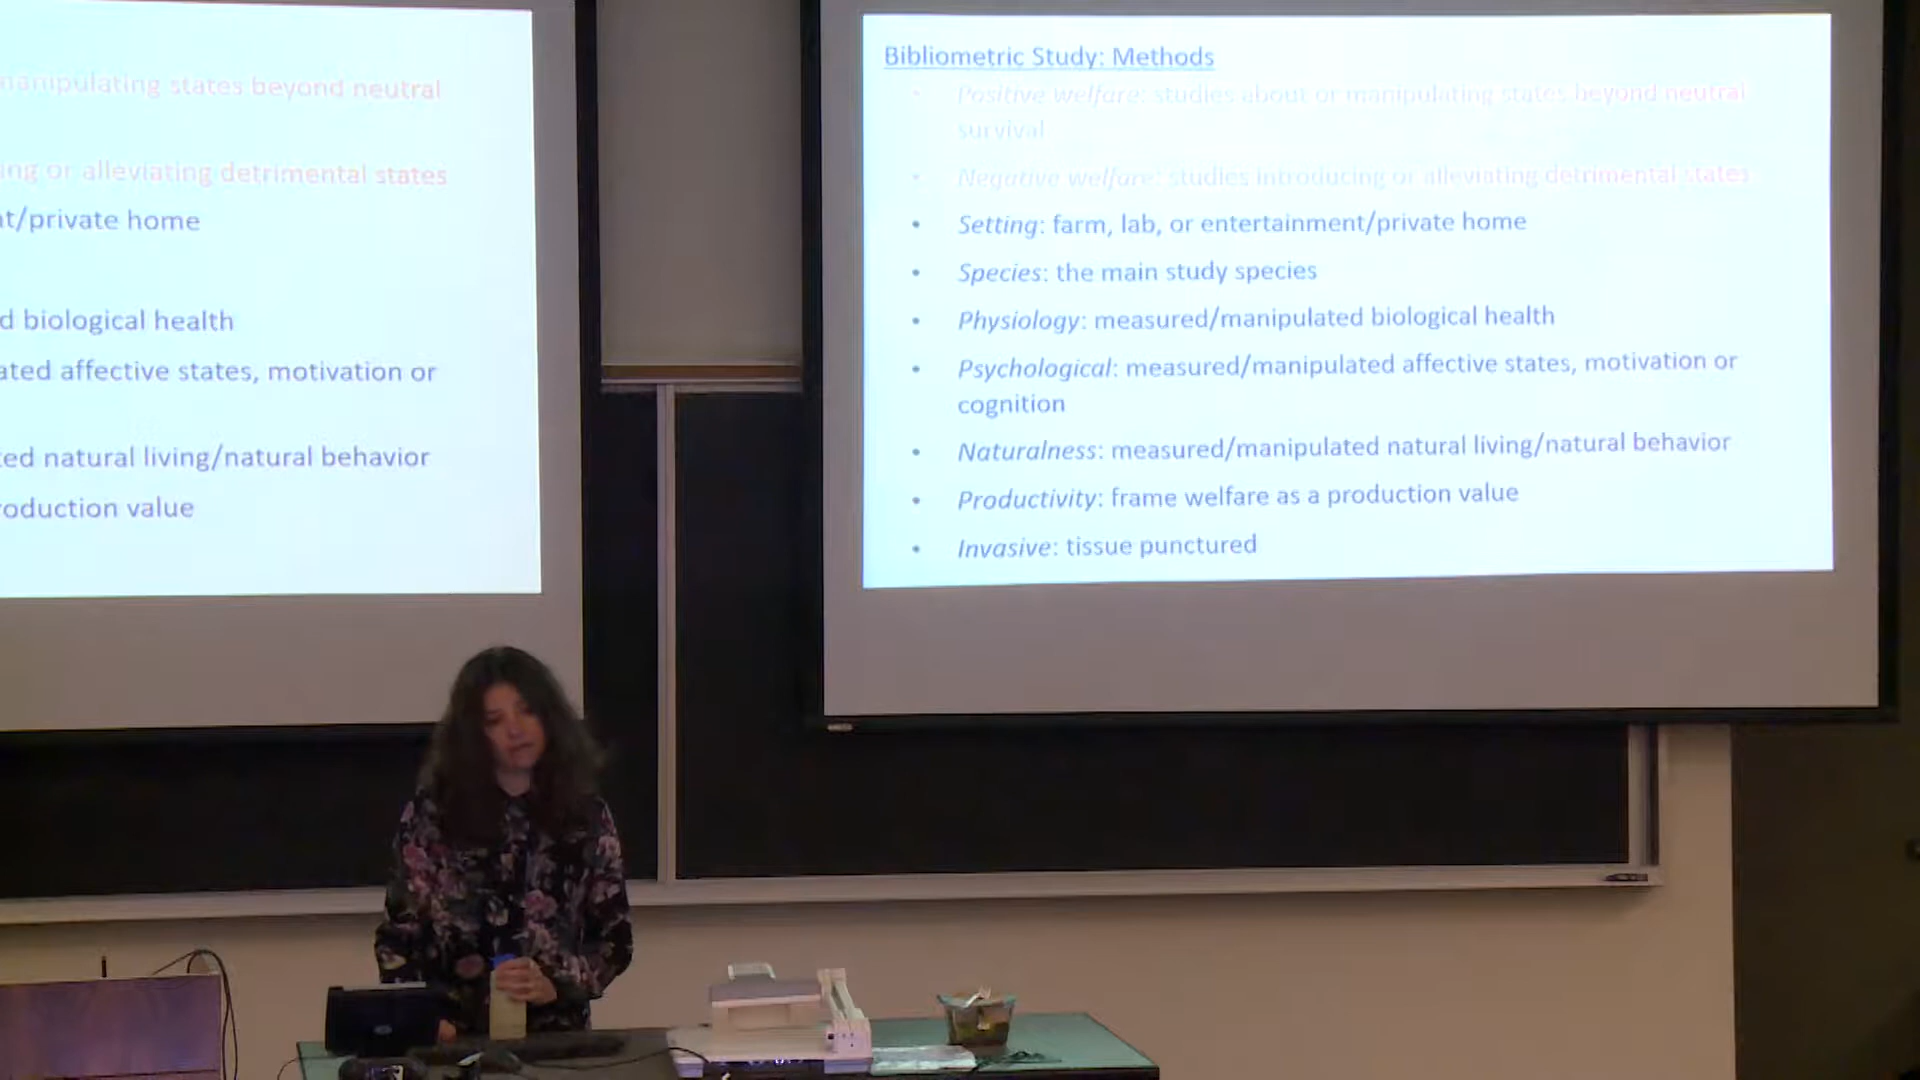 manipulating states beyond neutral
ing or alleviating detrimental states
nt/private home
d biological health
ated affective states, motivation or
ted natural living/natural behavior
roduction value
Bibliometric Study: Methods
• Positive welfare: studies about or manipulating states beyond neutral
survival
• Negative welfare: studies introducing or alleviating detrimental states
• Setting: farm, lab, or entertainment/private home
• Species: the main study species
• Physiology: measured/manipulated biological health
• Psychological: measured/manipulated affective states, motivation or
cognition
• Naturalness: measured/manipulated natural living/natural behavior
• Productivity: frame welfare as a production value
• Invasive: tissue punctured